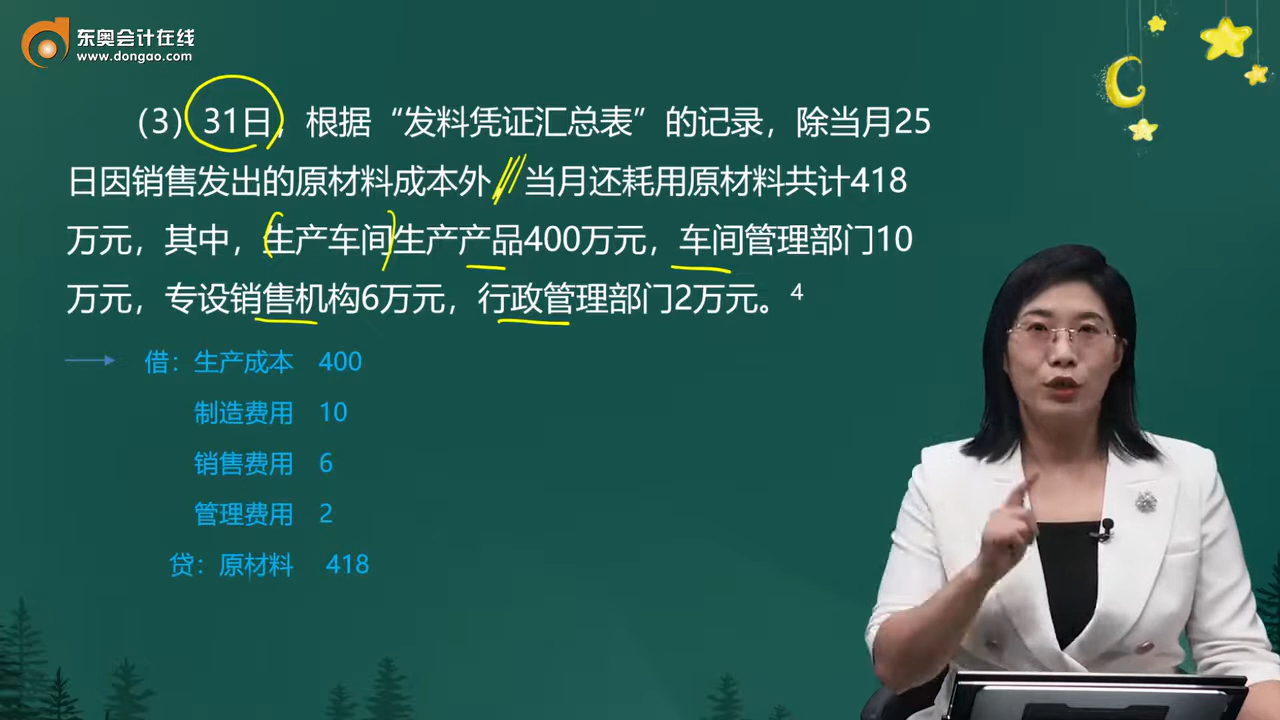 东奥会计在线
www.dongao.com
（3）31日，根据“发料凭证汇总表”的记录，除当月25
日因销售发出的原材料成本外，当月还耗用原材料共计418
万元，其中，生产车间生产产品400万元，车间管理部门10
万元，专设销售机构6万元，行政管理部门2万元。4
借：生产成本 400
制造费用 10
销售费用 6
管理费用 2
贷：原材料 418